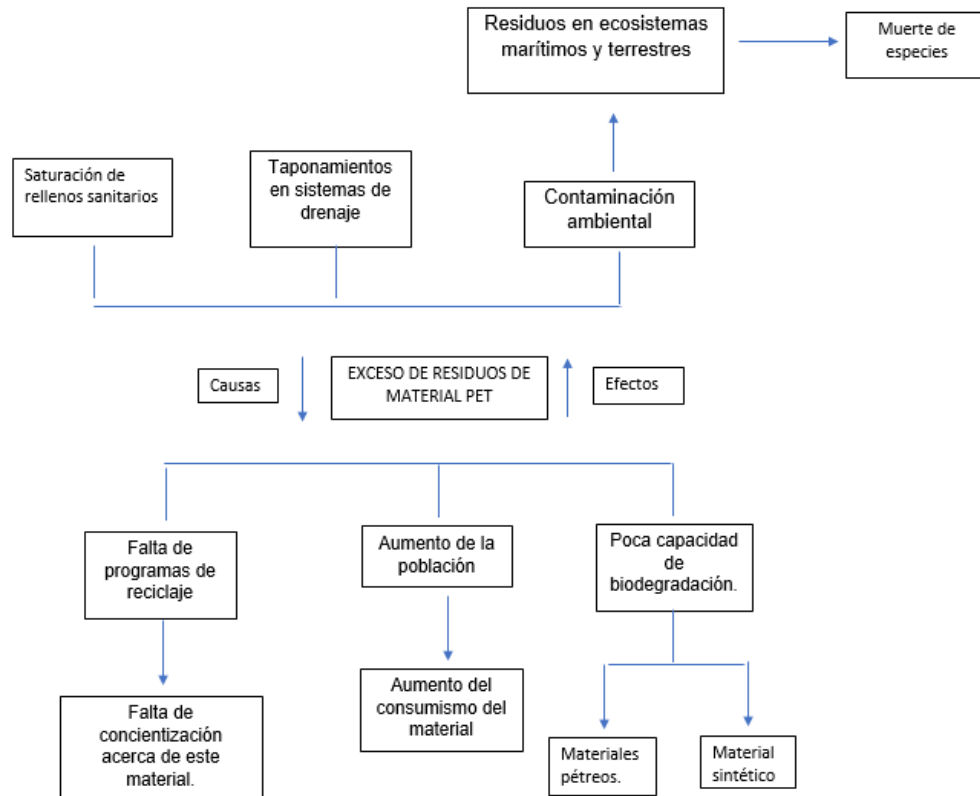 Residuos en ecosistemas
marítimos y terrestres
Muerte de
especies
Saturación de
rellenos sanitarios
Taponamientos
en sistemas de
drenaje
Contaminación
ambiental
Causas
EXCESO DE RESIDUOS DE
MATERIAL PET
Efectos
Falta de
programas de
reciclaje
Aumento de la
población
Poca capacidad
de
biodegradación.
Falta de
concientización
acerca de este
material.
Aumento del
consumismo del
material
Materiales
pétreos.
Material
sintético